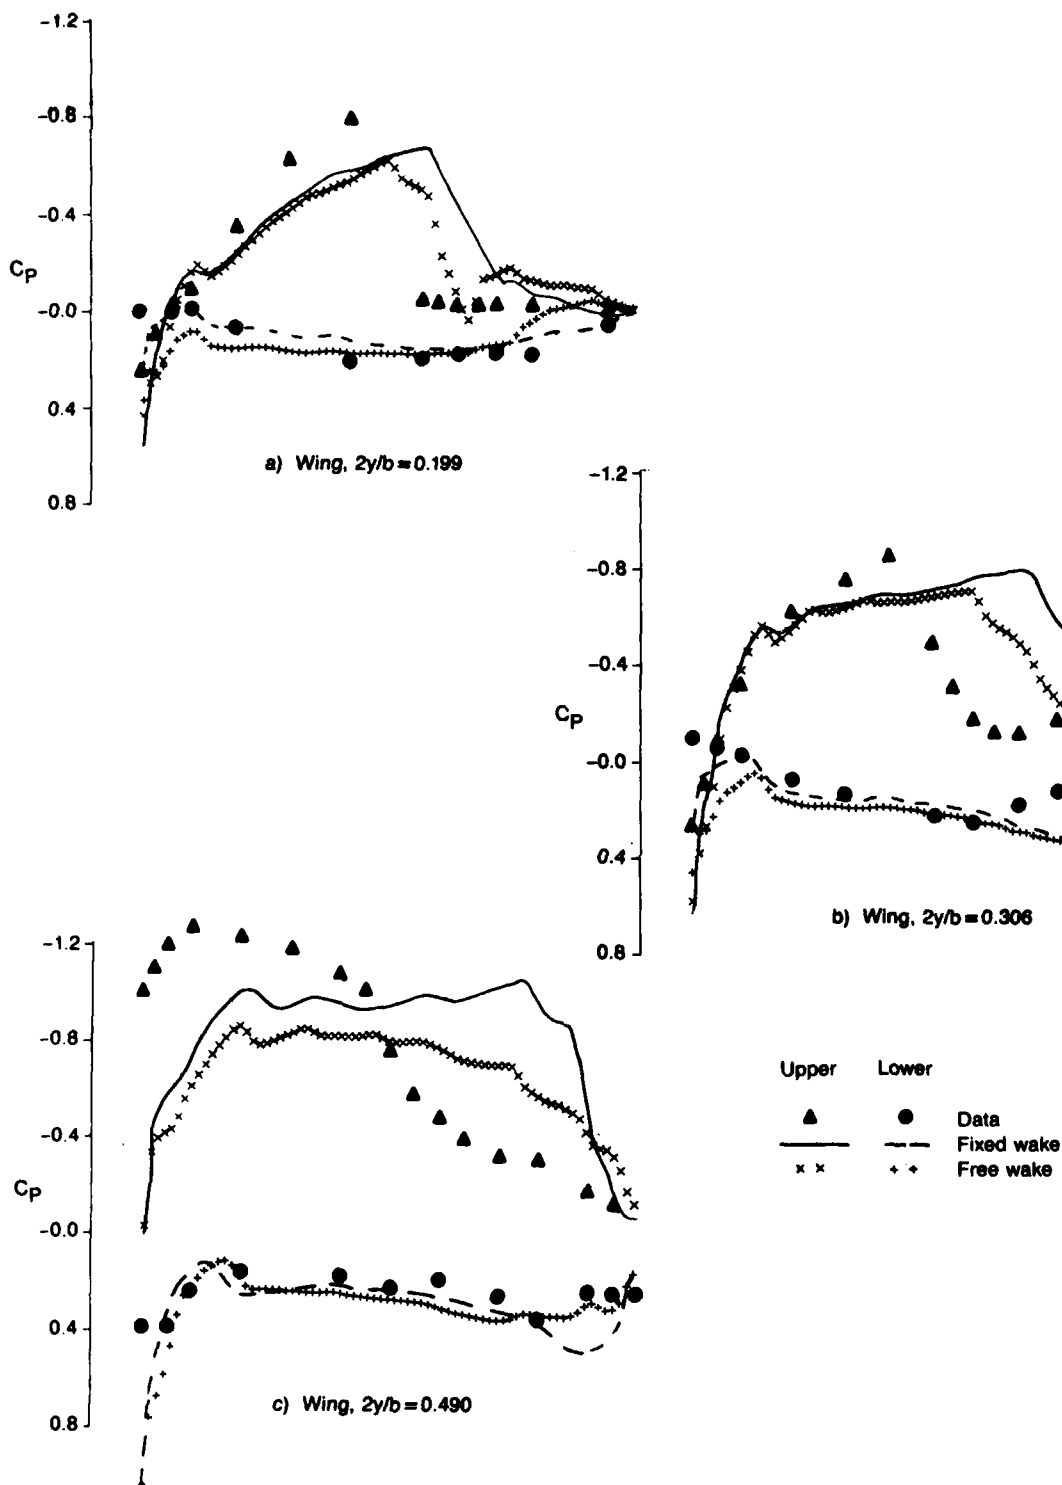 -1.2
-0.8
-0.4
CP
-0.0
0.4
0.8
a) Wing, 2y/b=0.199
-1.2
-0.8
-0.4
CP
-0.0
0.4
0.8
b) Wing, 2y/b=0.306
-1.2
-0.8
-0.4
CP
-0.0
0.4
0.8
c) Wing, 2y/b=0.490
Upper Lower
Data
Fixed wake
Free wake